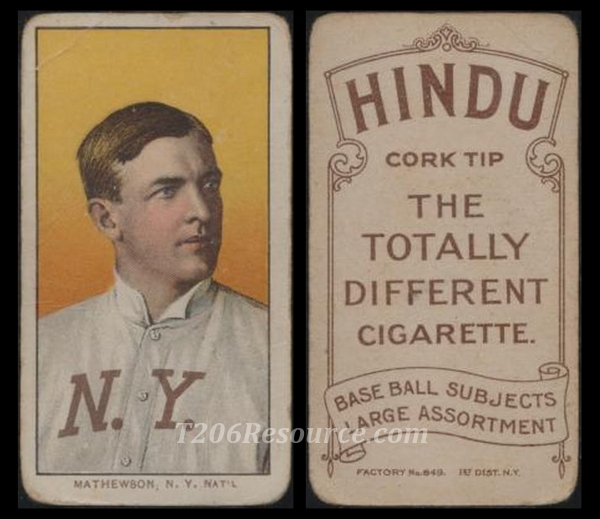 N.Y.
MATHEWSON, N.Y. NAT'L
HINDU
CORK TIP
THE
TOTALLY
DIFFERENT
CIGARETTE.
BASE BALL SUBJECTS
LARGE ASSORTMENT
FACTORY No. 649. 1ST DIST. N.Y.
T206Resource.com